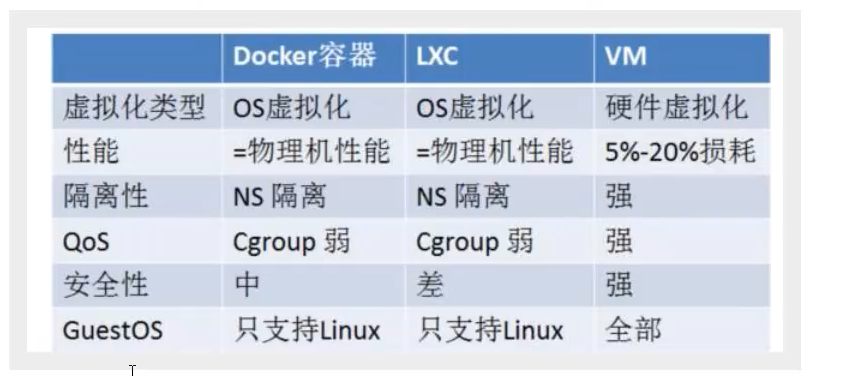 Docker容器 LXC VM
虚拟化类型 OS虚拟化 OS虚拟化 硬件虚拟化
性能 =物理机性能 =物理机性能 5%-20%损耗
隔离性 NS 隔离 NS 隔离 强
QoS Cgroup 弱 Cgroup 弱 强
安全性 中 差 强
GuestOS 只支持Linux 只支持Linux 全部